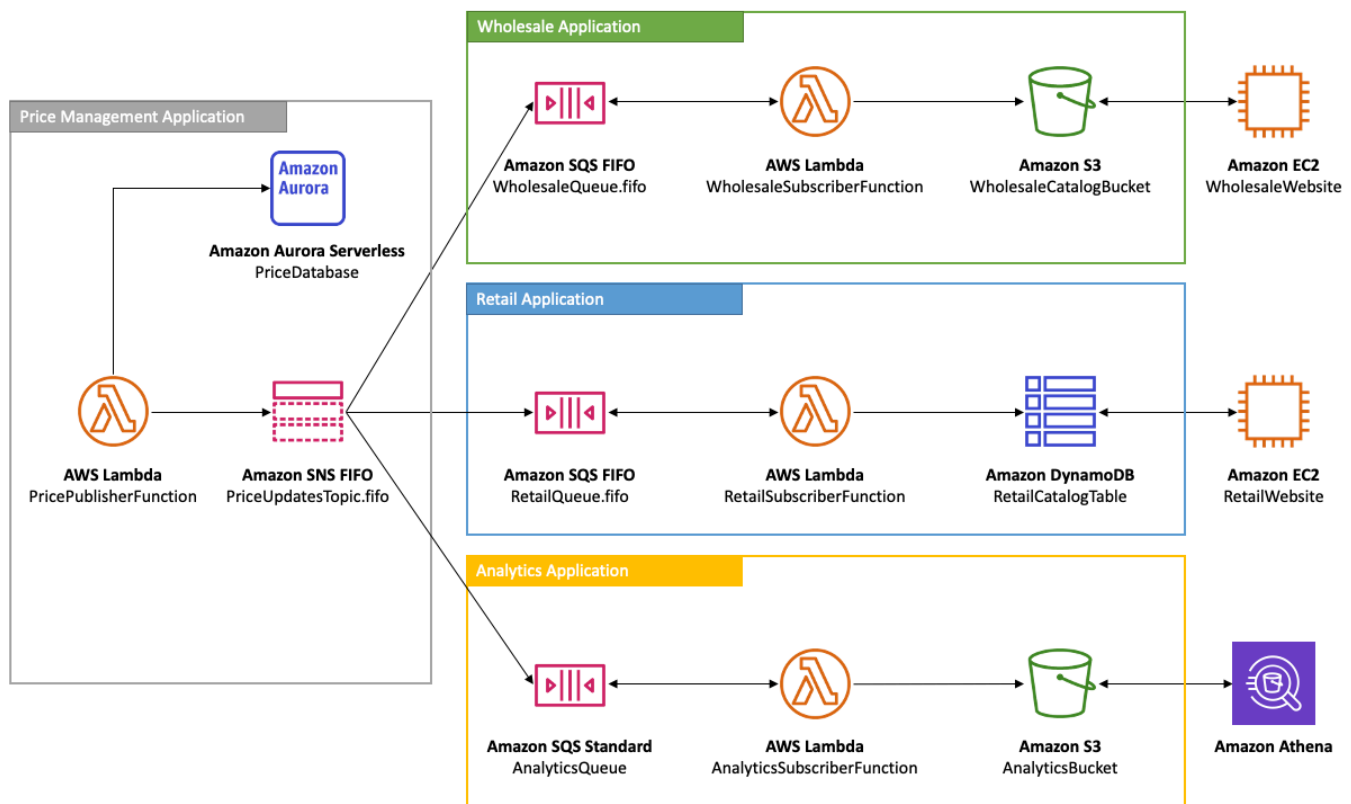 Wholesale Application
Amazon SQS FIFO
WholesaleQueue.fifo
AWS Lambda
WholesaleSubscriberFunction
Amazon S3
WholesaleCatalogBucket
Amazon EC2
WholesaleWebsite
Price Management Application
Amazon
Aurora
Amazon Aurora Serverless
PriceDatabase
AWS Lambda
PricePublisherFunction
Amazon SNS FIFO
PriceUpdatesTopic.fifo
Retail Application
Amazon SQS FIFO
RetailQueue.fifo
AWS Lambda
RetailSubscriberFunction
Amazon DynamoDB
RetailCatalogTable
Amazon EC2
RetailWebsite
Analytics Application
Amazon SQS Standard
AnalyticsQueue
AWS Lambda
AnalyticsSubscriberFunction
Amazon S3
AnalyticsBucket
Amazon Athena